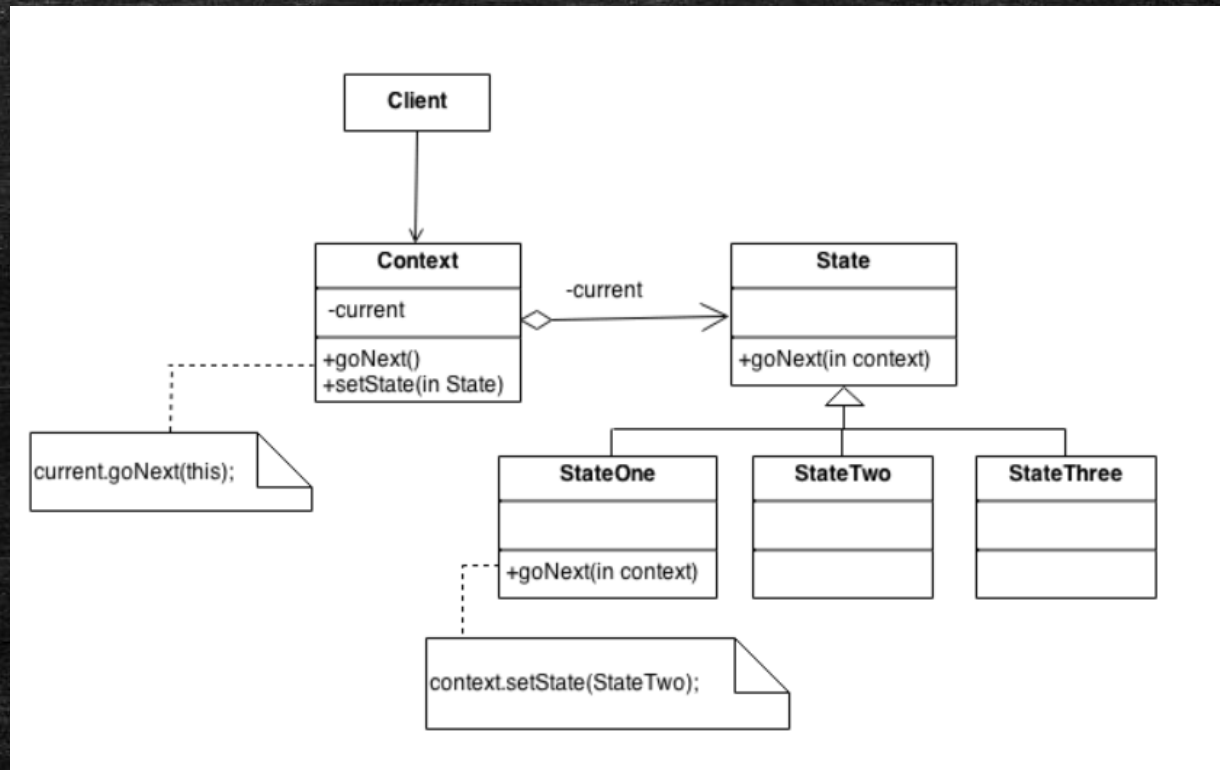 Client
Context
-current
+goNext()
+setState(in State)
-current
State
+goNext(in context)
current.goNext(this);
StateOne
+goNext(in context)
StateTwo
StateThree
context.setState(StateTwo);